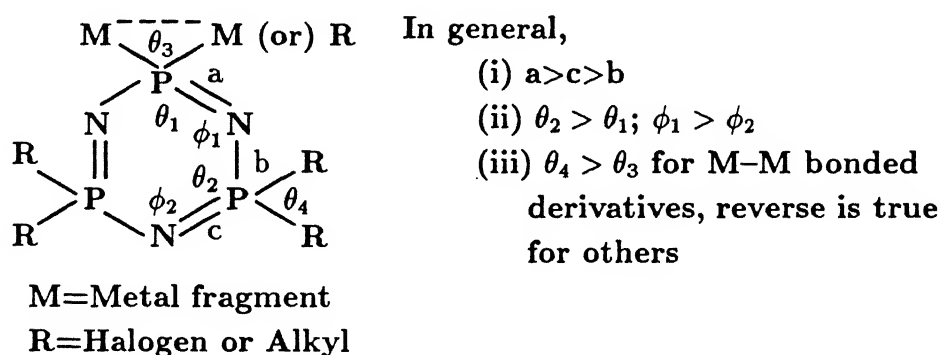 M M (or) R
θ3
P a
θ1
N ϕ1 N
R b R
θ2
P ϕ2 P θ4
R N c R
M=Metal fragment
R=Halogen or Alkyl
In general,
(i) a>c>b
(ii) θ2 > θ1; ϕ1 > ϕ2
(iii) θ4 > θ3 for M–M bonded
derivatives, reverse is true
for others